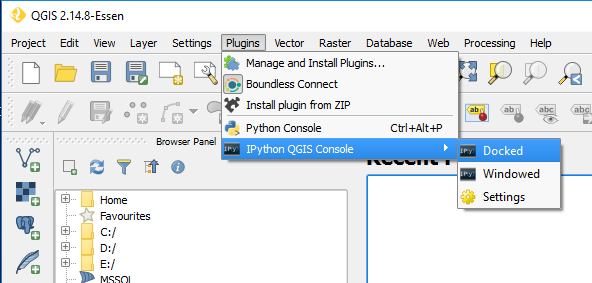 QGIS 2.14.8-Essen
Project Edit View Layer Settings Plugins Vector Raster Database Web Processing Help
Manage and Install Plugins...
Boundless Connect
Install plugin from ZIP
Python Console Ctrl+Alt+P
IPython QGIS Console
IPy Docked
IPy Windowed
Settings
Browser Panel
Home
Favourites
C:/
D:/
E:/
MSSQL